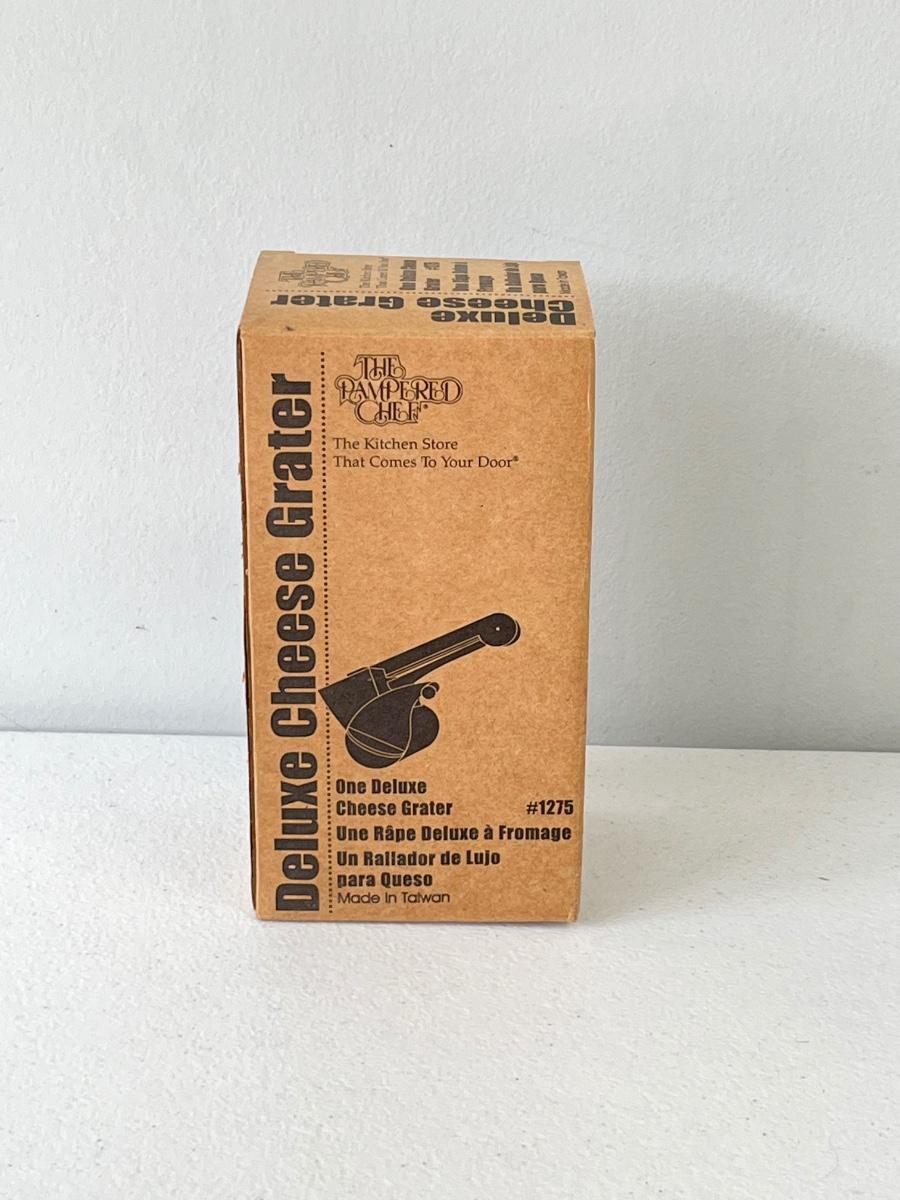 Deluxe
Cheese Grater
Deluxe Cheese Grater
THE
PAMPERED
CHEF®
The Kitchen Store
That Comes To Your Door®
One Deluxe
Cheese Grater #1275
Une Râpe Deluxe à Fromage
Un Rallador de Lujo
para Queso
Made In Taiwan